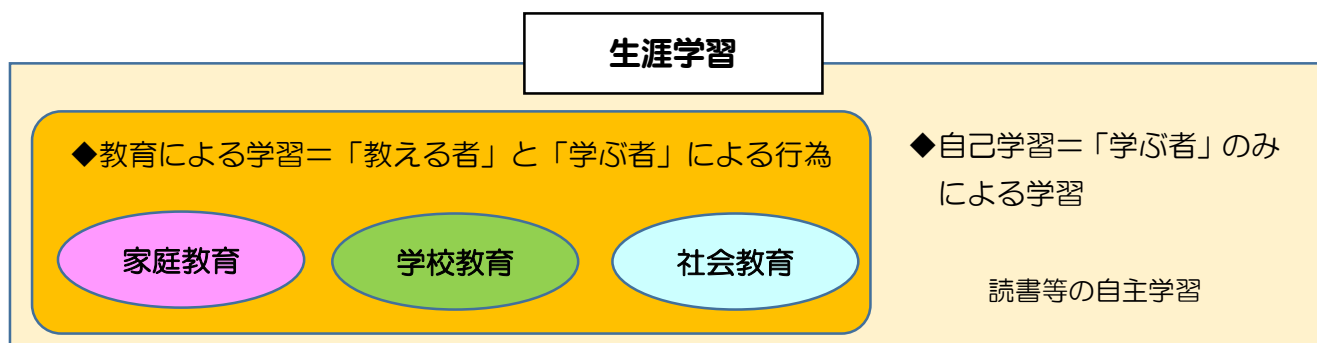 生涯学習
◆教育による学習＝「教える者」と「学ぶ者」による行為
家庭教育
学校教育
社会教育
◆自己学習＝「学ぶ者」のみ
による学習
読書等の自主学習